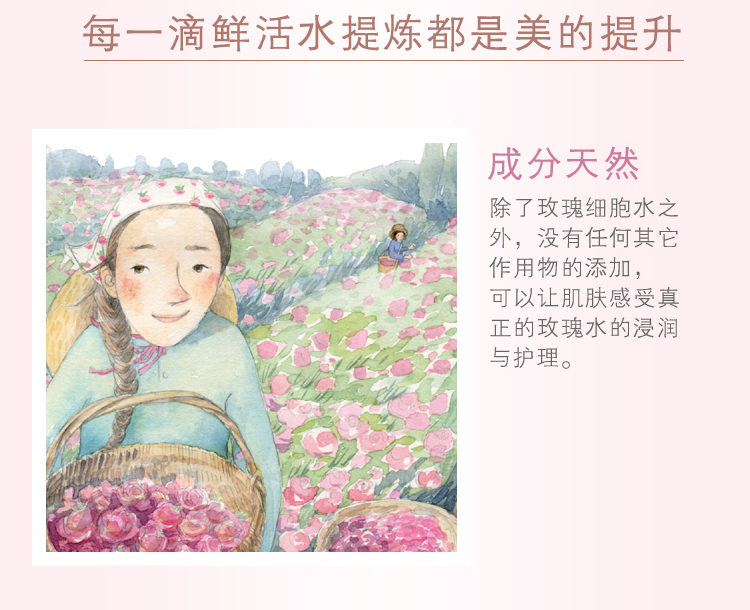 每一滴鲜活水提炼都是美的提升
成分天然
除了玫瑰细胞水之
外，没有任何其它
作用物的添加，
可以让肌肤感受真
正的玫瑰水的浸润
与护理。